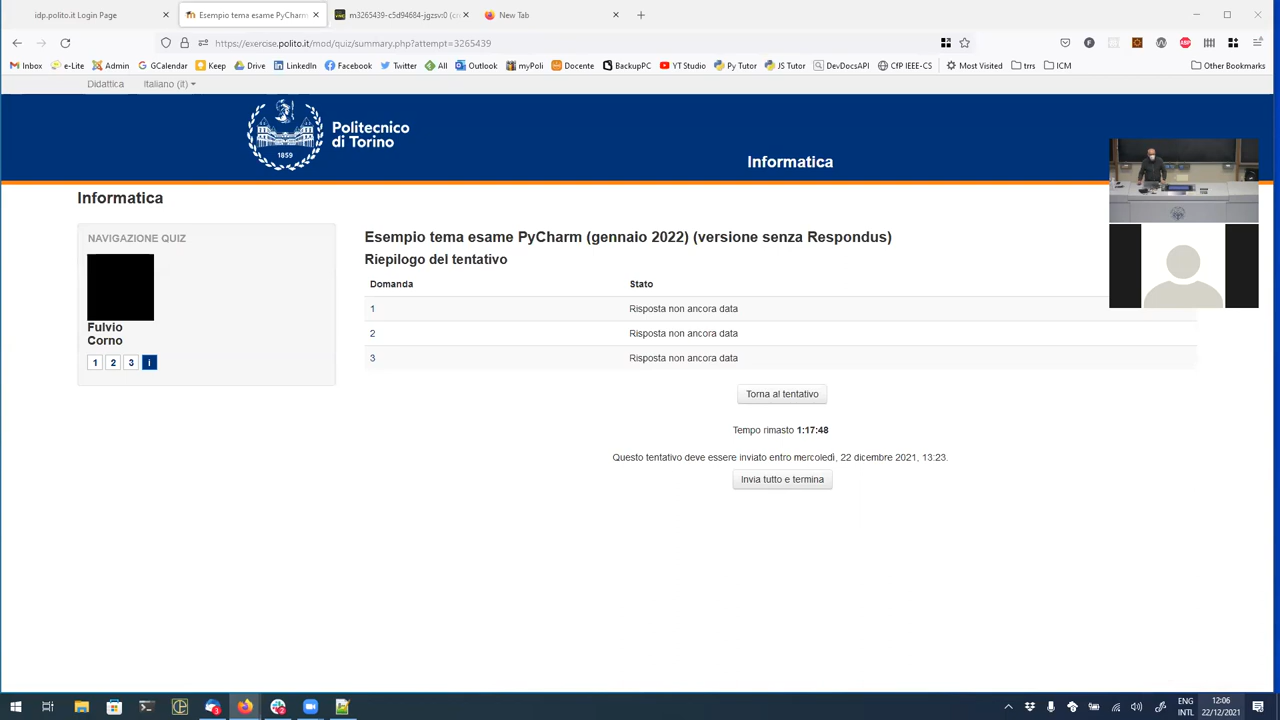 idp.polito.it Login Page
Esempio tema esame PyCharm
m3265439-c5d94684-jgzsv:0 (cn
New Tab
https://exercise.polito.it/mod/quiz/summary.php?attempt=3265439
Inbox e-Lite Admin GCalendar Keep Drive LinkedIn Facebook Twitter All Outlook myPoli Docente BackupPC YT Studio Py Tutor JS Tutor DevDocsAPI CfP IEEE-CS Most Visited trrs ICM Other Bookmarks
Didattica Italiano (it)
1859
Politecnico
di Torino
Informatica
Informatica
NAVIGAZIONE QUIZ
Fulvio
Corno
1 2 3 i
Esempio tema esame PyCharm (gennaio 2022) (versione senza Respondus)
Riepilogo del tentativo
Domanda Stato
1 Risposta non ancora data
2 Risposta non ancora data
3 Risposta non ancora data
Torna al tentativo
Tempo rimasto 1:17:48
Questo tentativo deve essere inviato entro mercoledì, 22 dicembre 2021, 13:23.
Invia tutto e termina
ENG
INTL
12:06
22/12/2021